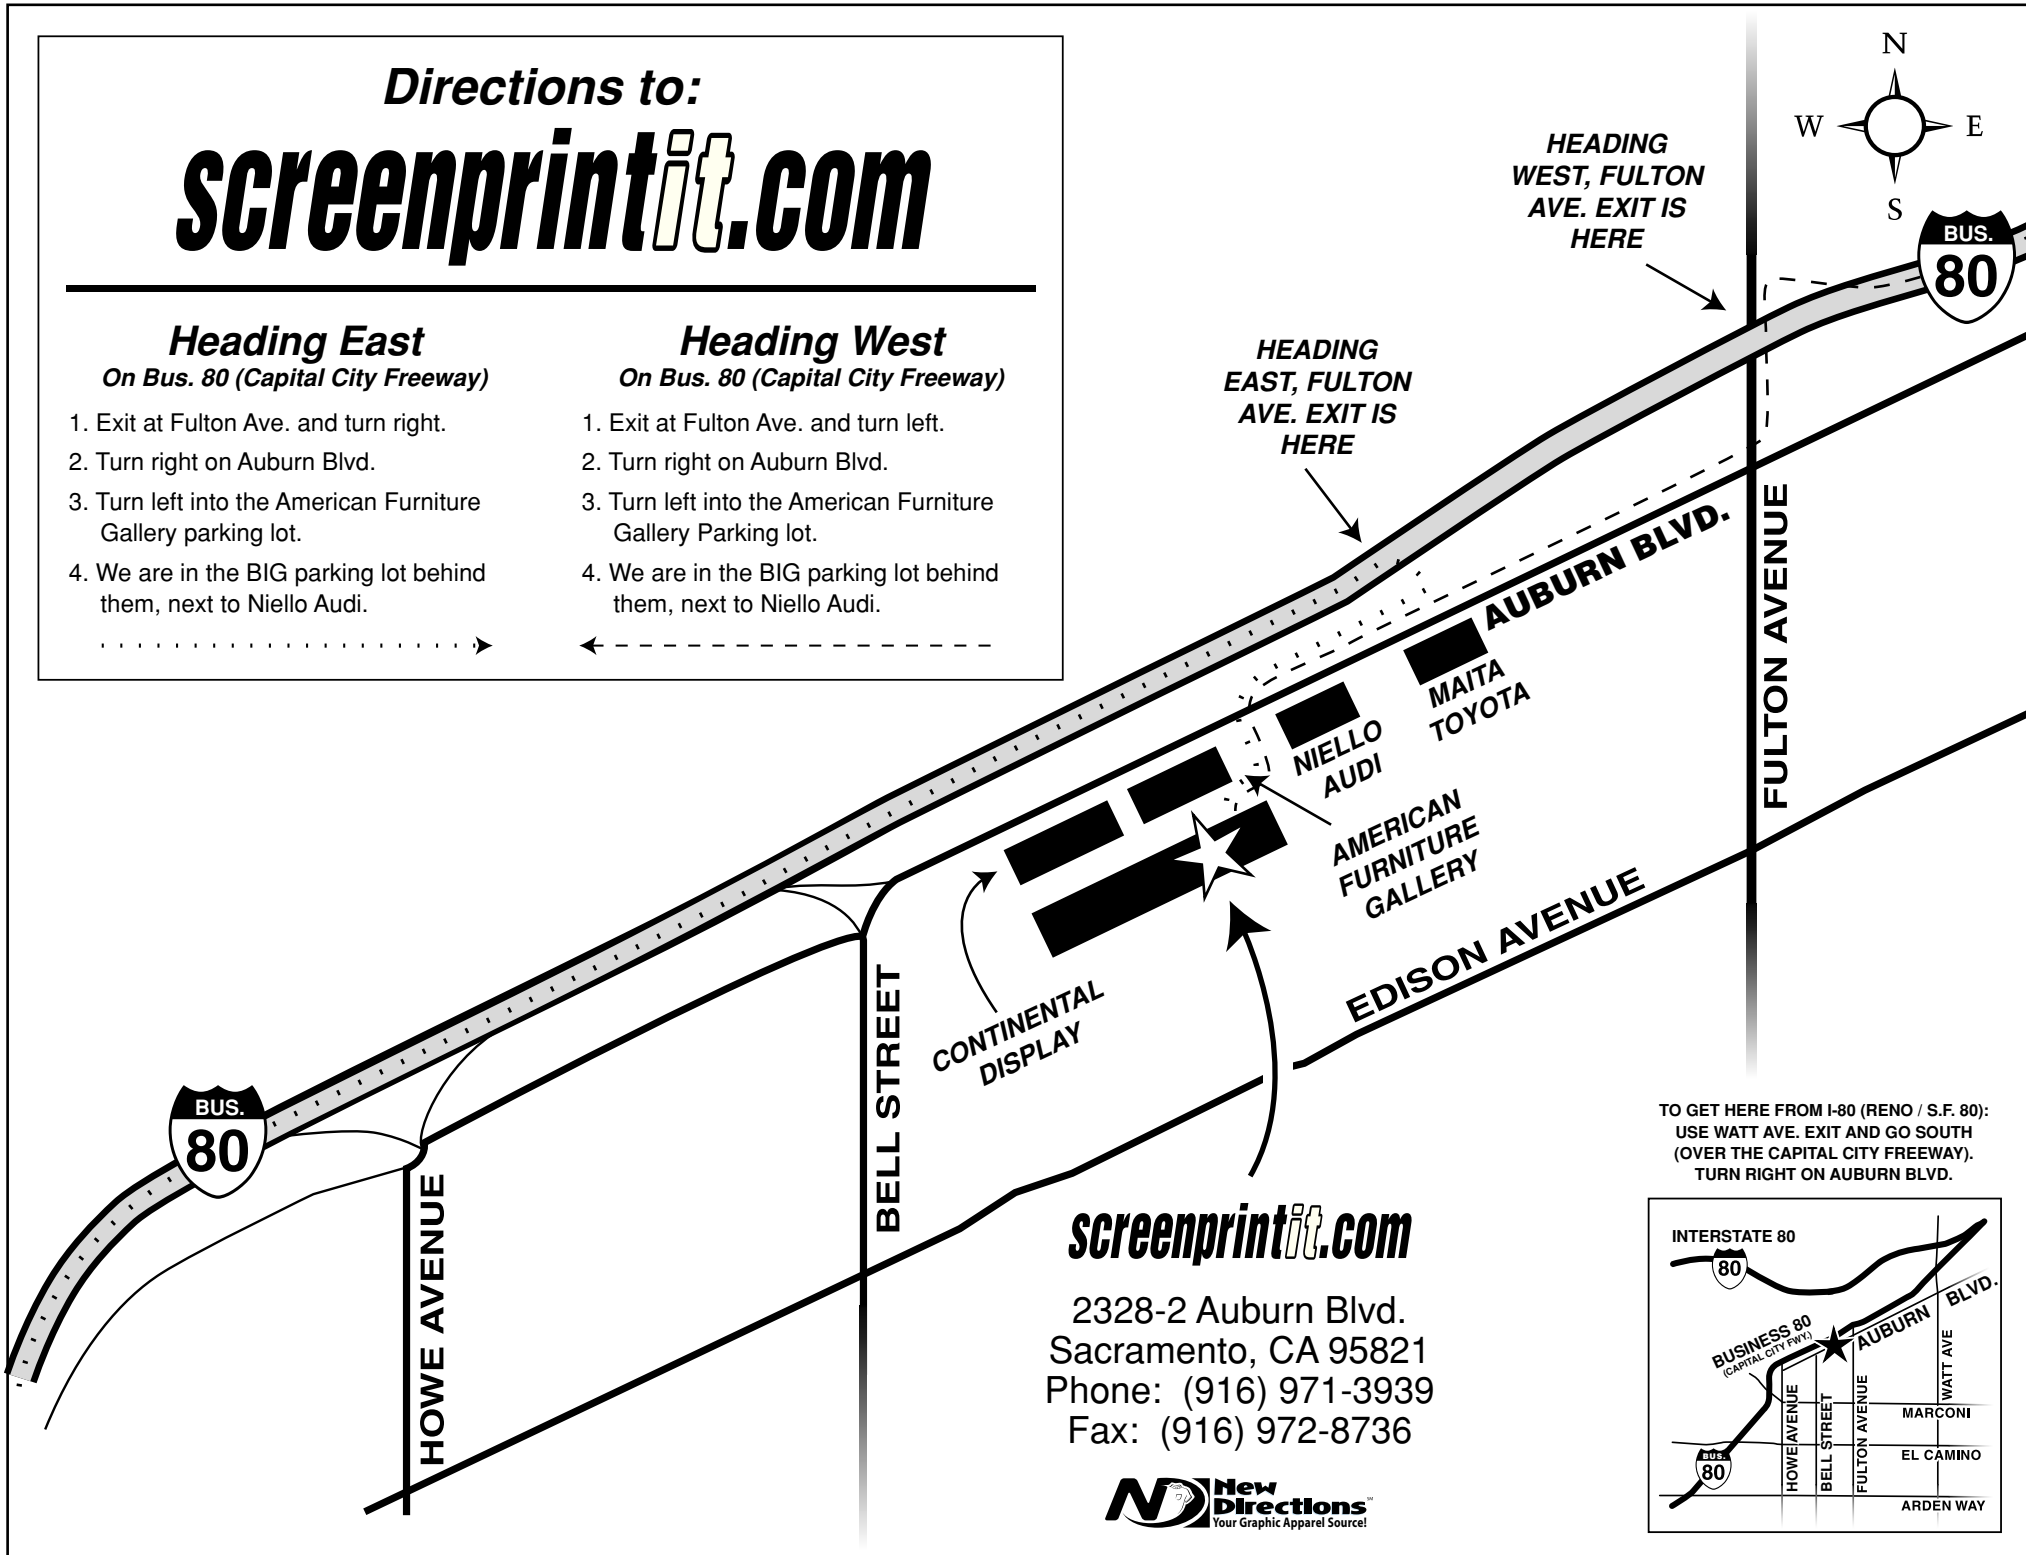 Directions to:
screenprintit.com
Heading East
On Bus. 80 (Capital City Freeway)
1. Exit at Fulton Ave. and turn right.
2. Turn right on Auburn Blvd.
3. Turn left into the American Furniture
Gallery parking lot.
4. We are in the BIG parking lot behind
them, next to Niello Audi.
Heading West
On Bus. 80 (Capital City Freeway)
1. Exit at Fulton Ave. and turn left.
2. Turn right on Auburn Blvd.
3. Turn left into the American Furniture
Gallery Parking lot.
4. We are in the BIG parking lot behind
them, next to Niello Audi.
N
W
E
S
HEADING
WEST, FULTON
AVE. EXIT IS
HERE
BUS.
80
HEADING
EAST, FULTON
AVE. EXIT IS
HERE
AUBURN BLVD.
FULTON AVENUE
MAITA
TOYOTA
NIELLO
AUDI
AMERICAN
FURNITURE
GALLERY
EDISON AVENUE
CONTINENTAL
DISPLAY
BELL STREET
BUS.
80
HOWE AVENUE
screenprintit.com
2328-2 Auburn Blvd.
Sacramento, CA 95821
Phone: (916) 971-3939
Fax: (916) 972-8736
ND
New
Directions
SM
Your Graphic Apparel Source!
TO GET HERE FROM I-80 (RENO / S.F. 80):
USE WATT AVE. EXIT AND GO SOUTH
(OVER THE CAPITAL CITY FREEWAY).
TURN RIGHT ON AUBURN BLVD.
INTERSTATE 80
80
BUSINESS 80
(CAPITAL CITY FWY.)
AUBURN BLVD.
WATT AVE
HOWE AVENUE
BELL STREET
FULTON AVENUE
MARCONI
EL CAMINO
BUS.
80
ARDEN WAY